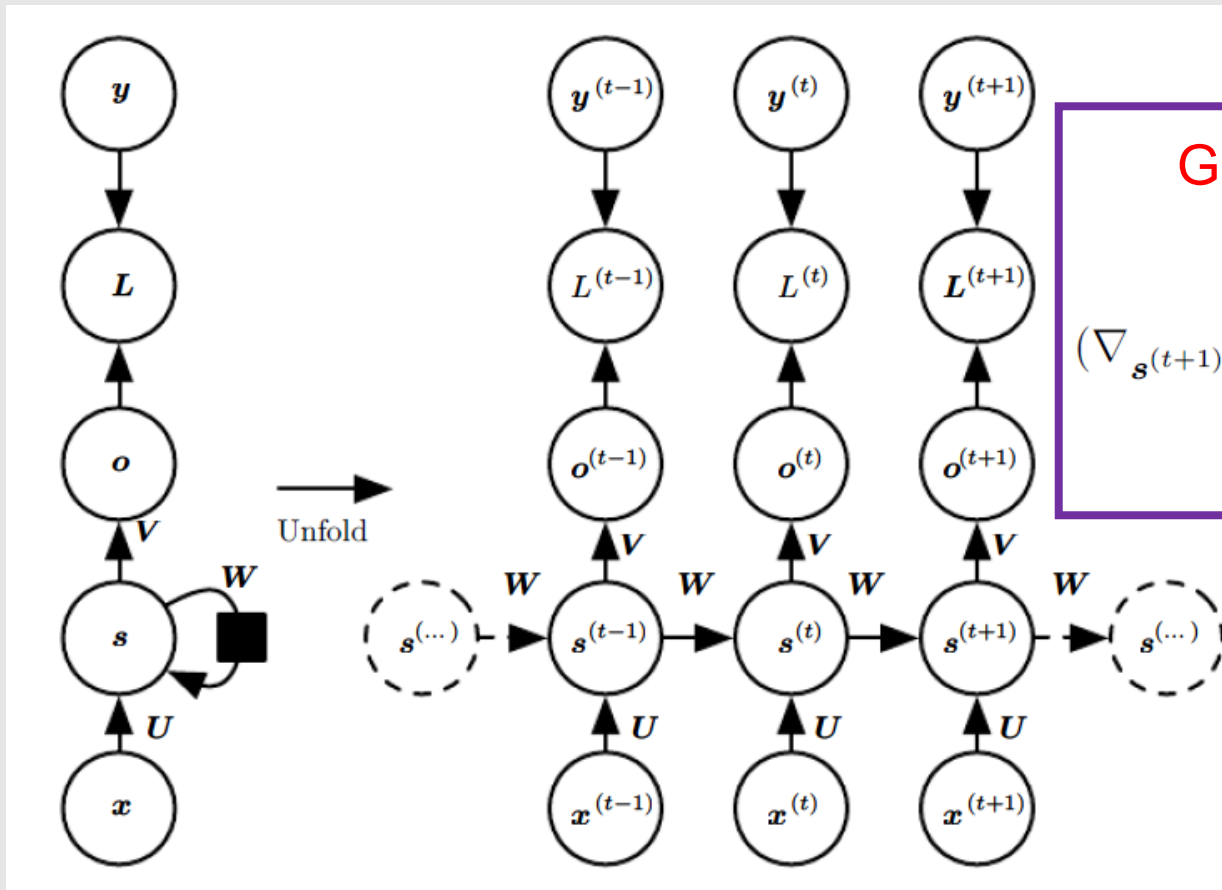 y y^{(t−1)} y^{(t)} y^{(t+1)}
G
L L^{(t−1)} L^{(t)} L^{(t+1)}
(∇_{s^{(t+1)}}
o o^{(t−1)} o^{(t)} o^{(t+1)}
Unfold
V V V V
W W W W W
s s^{(...)} s^{(t−1)} s^{(t)} s^{(t+1)} s^{(...)}
U U U U
x x^{(t−1)} x^{(t)} x^{(t+1)}